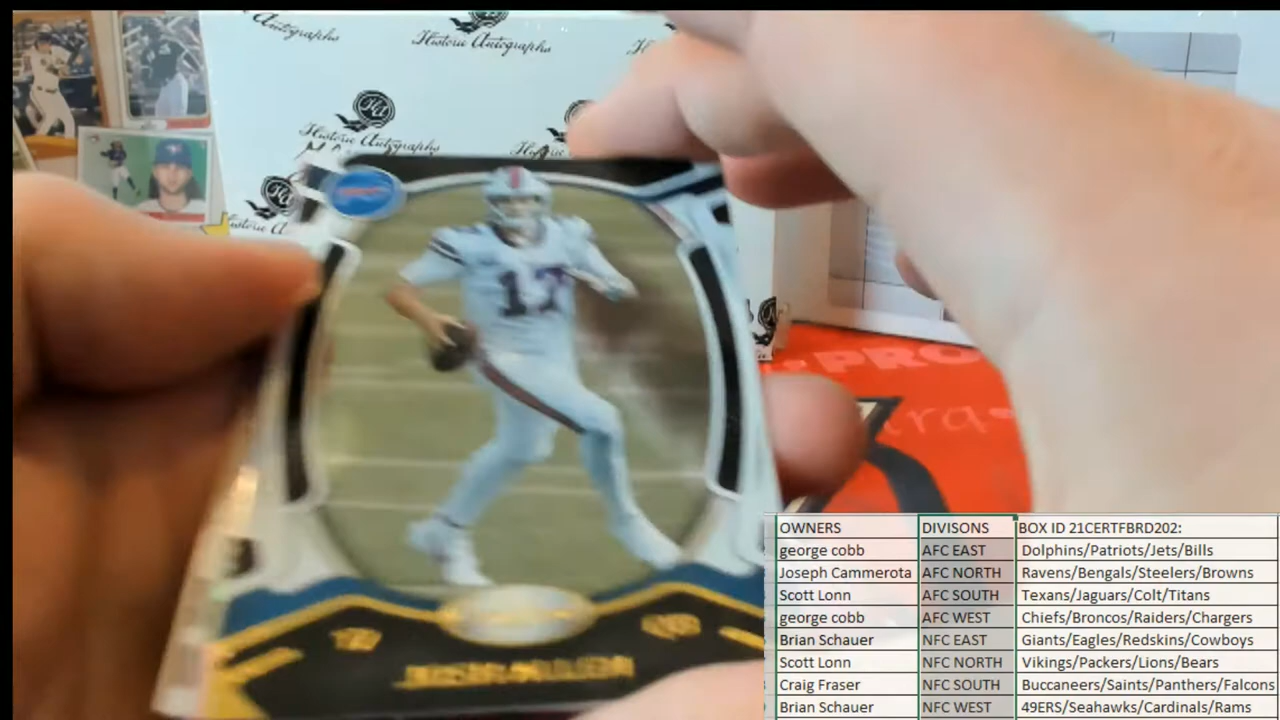 Autographs
Historic Autographs
Historic Autographs
Historic
PRO
17
JOSH ALLEN
OWNERS DIVISONS BOX ID 21CERTFBRD202:
george cobb AFC EAST Dolphins/Patriots/Jets/Bills
Joseph Cammerota AFC NORTH Ravens/Bengals/Steelers/Browns
Scott Lonn AFC SOUTH Texans/Jaguars/Colt/Titans
george cobb AFC WEST Chiefs/Broncos/Raiders/Chargers
Brian Schauer NFC EAST Giants/Eagles/Redskins/Cowboys
Scott Lonn NFC NORTH Vikings/Packers/Lions/Bears
Craig Fraser NFC SOUTH Buccaneers/Saints/Panthers/Falcons
Brian Schauer NFC WEST 49ERS/Seahawks/Cardinals/Rams